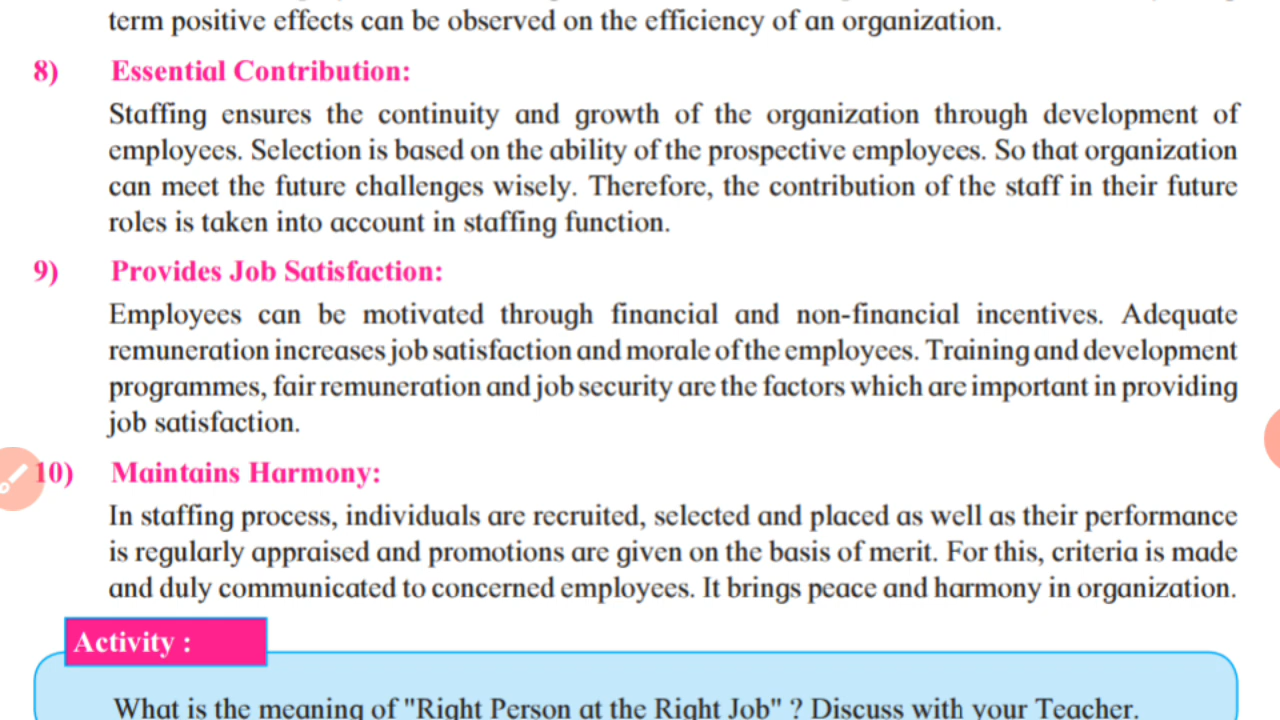 term positive effects can be observed on the efficiency of an organization.
8) Essential Contribution:
Staffing ensures the continuity and growth of the organization through development of
employees. Selection is based on the ability of the prospective employees. So that organization
can meet the future challenges wisely. Therefore, the contribution of the staff in their future
roles is taken into account in staffing function.
9) Provides Job Satisfaction:
Employees can be motivated through financial and non-financial incentives. Adequate
remuneration increases job satisfaction and morale of the employees. Training and development
programmes, fair remuneration and job security are the factors which are important in providing
job satisfaction.
10) Maintains Harmony:
In staffing process, individuals are recruited, selected and placed as well as their performance
is regularly appraised and promotions are given on the basis of merit. For this, criteria is made
and duly communicated to concerned employees. It brings peace and harmony in organization.
Activity :
What is the meaning of "Right Person at the Right Job" ? Discuss with your Teacher.